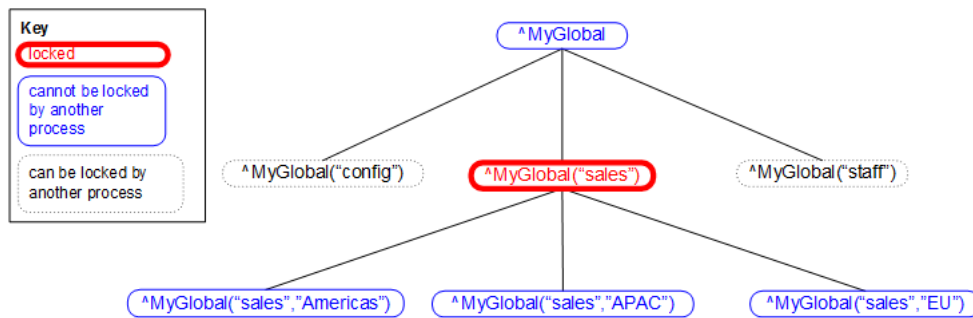 Key
locked
cannot be locked
by another
process
can be locked by
another process
^MyGlobal
^MyGlobal(“config”)
^MyGlobal(“sales”)
^MyGlobal(“staff”)
^MyGlobal(“sales”,”Americas”)
^MyGlobal(“sales”,”APAC”)
^MyGlobal(“sales”,”EU”)